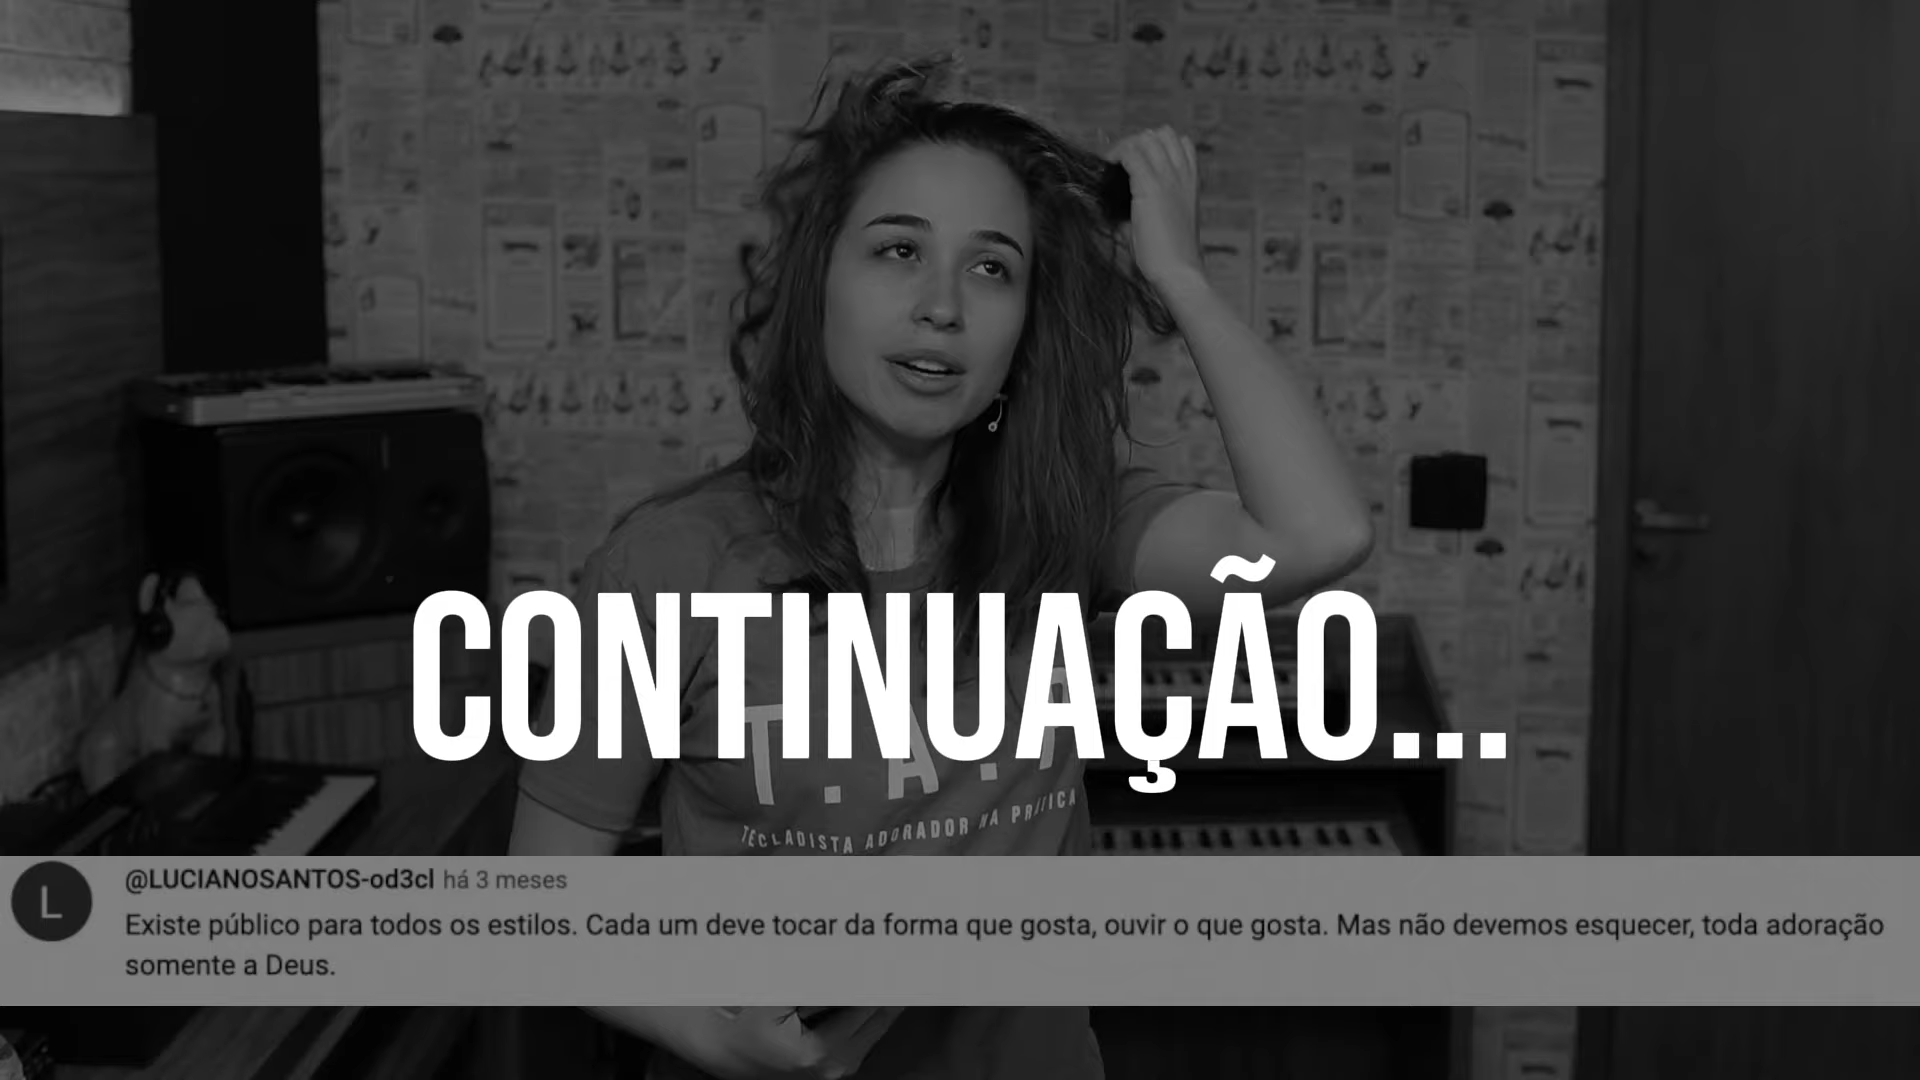 CONTINUAÇÃO...
T.A.P
TECLADISTA ADORADOR NA PRÁTICA
L
@LUCIANOSANTOS-od3cl há 3 meses
Existe público para todos os estilos. Cada um deve tocar da forma que gosta, ouvir o que gosta. Mas não devemos esquecer, toda adoração
somente a Deus.